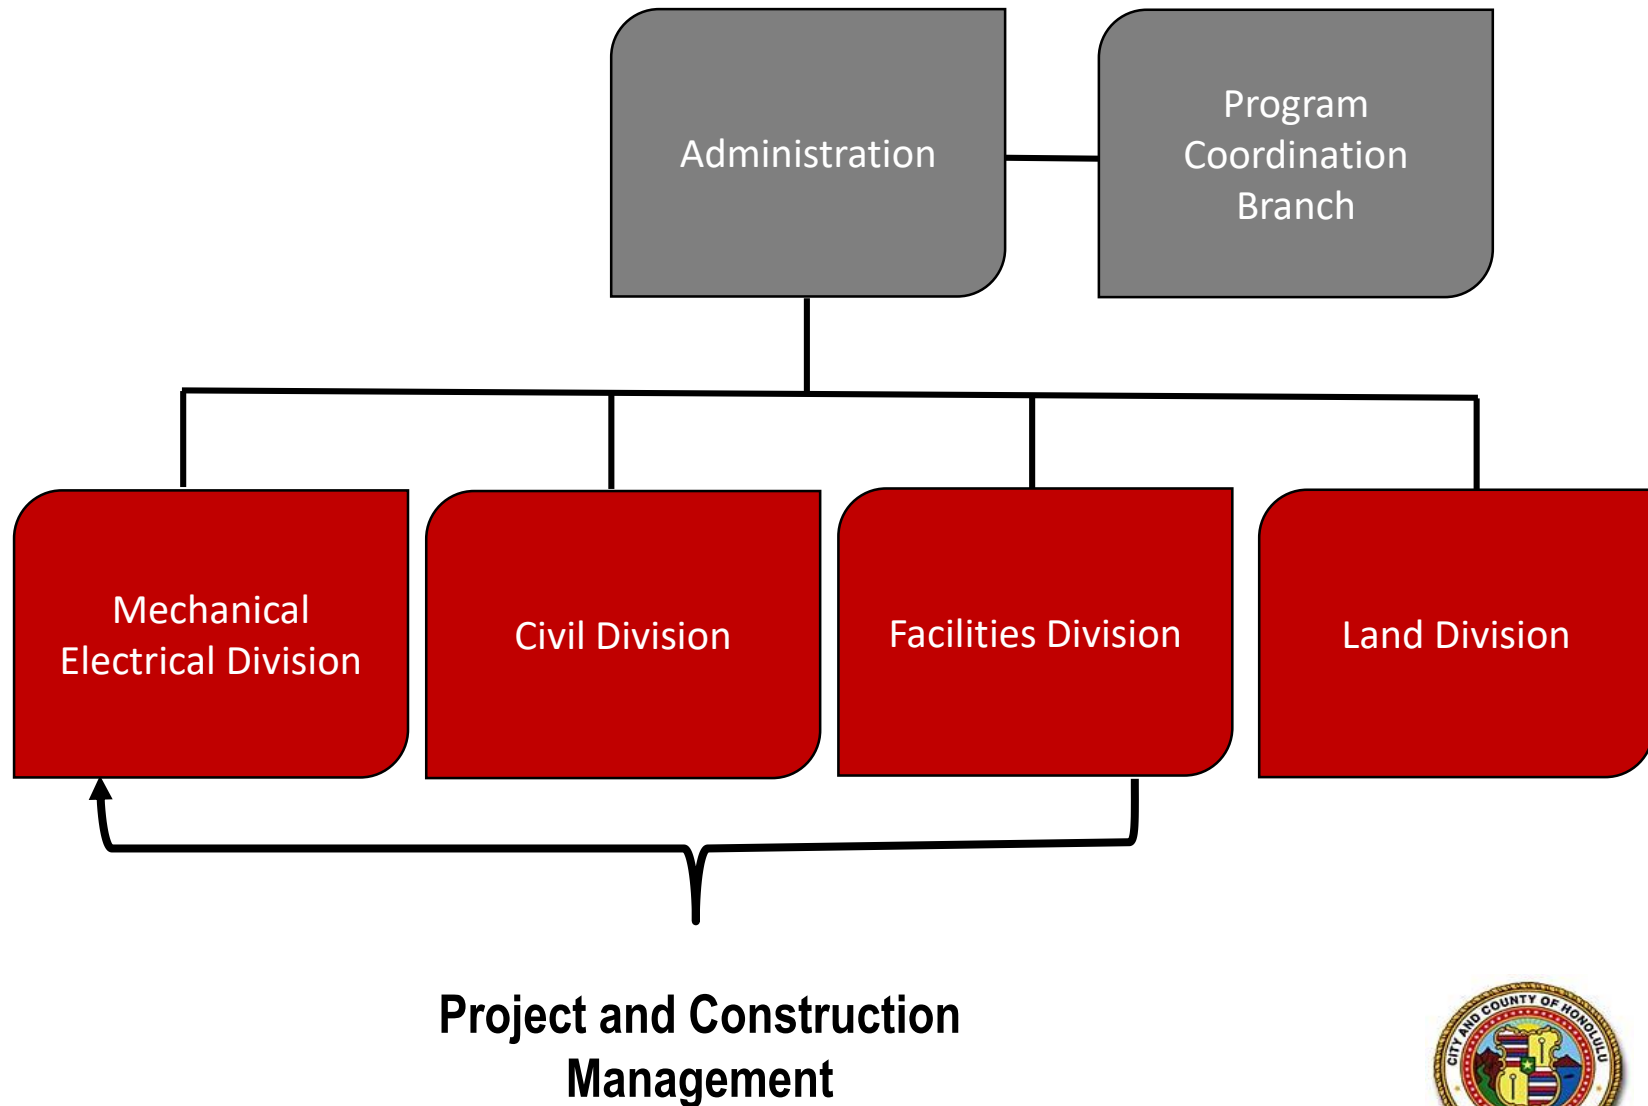 Administration
Program
Coordination
Branch
Mechanical
Electrical Division
Civil Division
Facilities Division
Land Division
Project and Construction
Management
CITY AND COUNTY OF HONOLULU